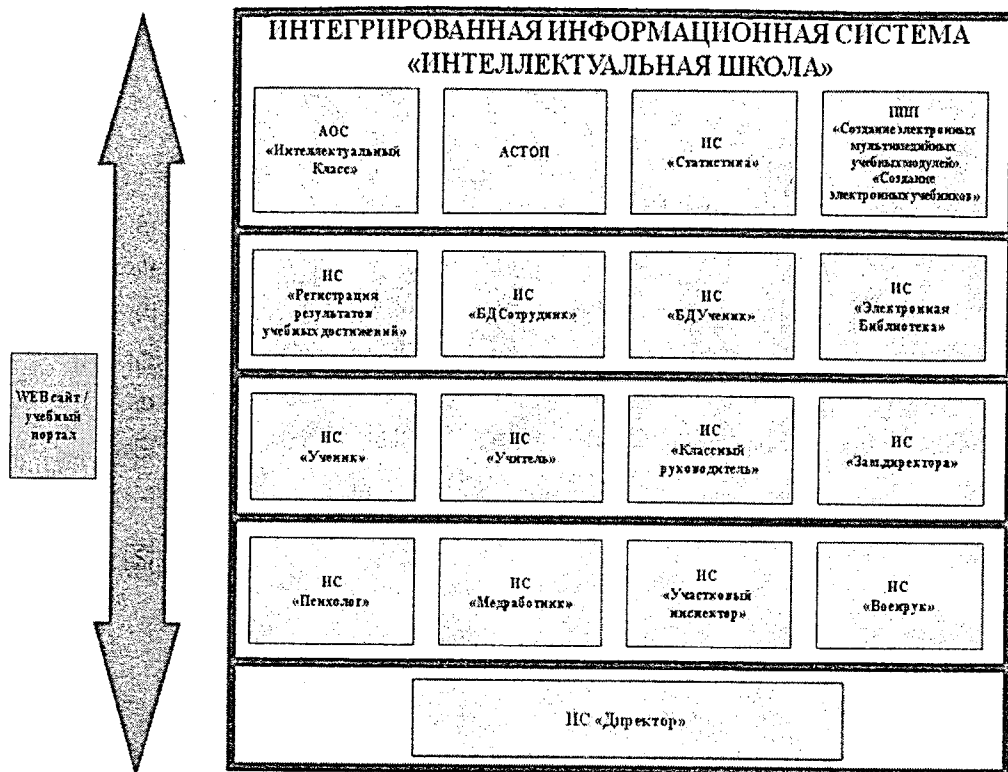 ИНТЕГРИРОВАННАЯ ИНФОРМАЦИОННАЯ СИСТЕМА
«ИНТЕЛЛЕКТУАЛЬНАЯ ШКОЛА»
АОС
«Интеллектуальный
Класс»
АСТОП
ИС
«Статистика»
ППП
«Создание электронных
мультимедийных
учебных модулей»
«Создание
электронных учебников»
ИС
«Регистрация
результатов
учебных достижений»
ИС
«БД Сотрудник»
ИС
«БД Ученик»
ИС
«Электронная
Библиотека»
WEB сайт /
учебный
портал
ИС
«Ученик»
ИС
«Учитель»
ИС
«Классный
руководитель»
ИС
«Зам.директора»
ИС
«Психолог»
ИС
«Медработник»
ИС
«Участковый
инспектор»
ИС
«Военрук»
ИС «Директор»